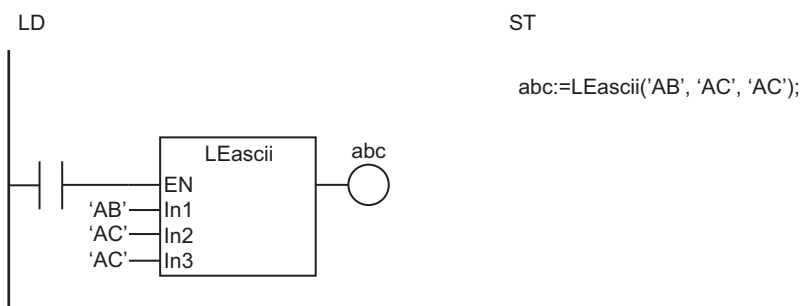 LD
ST
abc:=LEascii(’AB’, ‘AC’, ‘AC’);
LEascii
abc
EN
‘AB’ In1
‘AC’ In2
‘AC’ In3